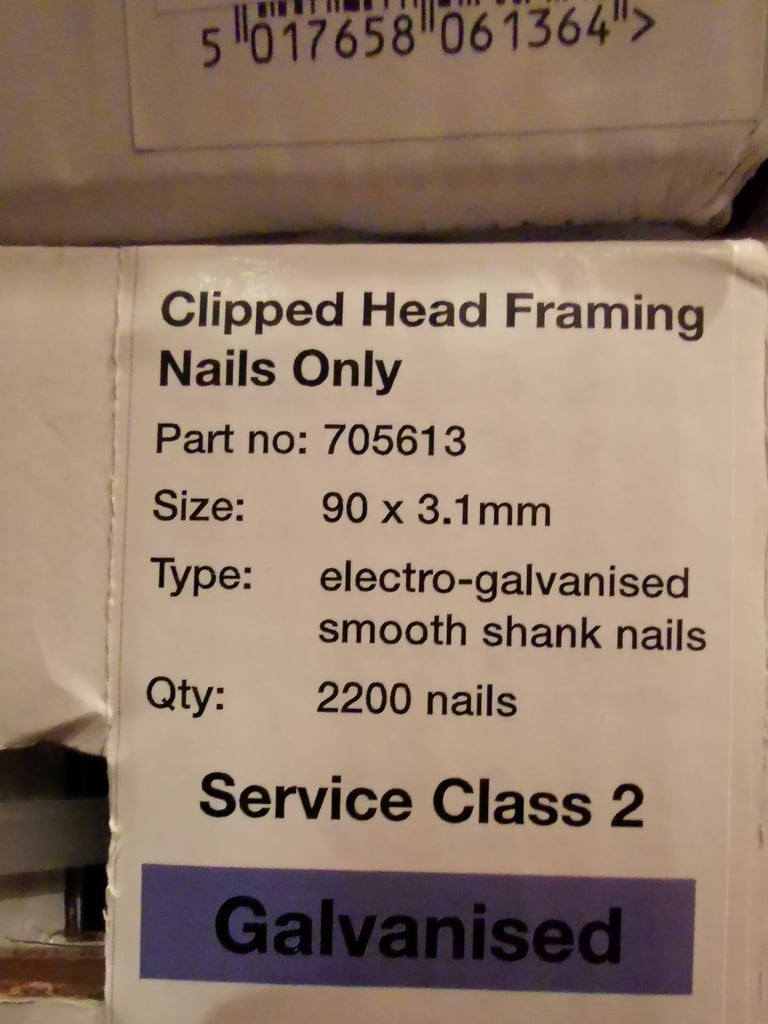 5 017658 061364 >
Clipped Head Framing
Nails Only
Part no: 705613
Size: 90 x 3.1mm
Type: electro-galvanised
smooth shank nails
Qty: 2200 nails
Service Class 2
Galvanised